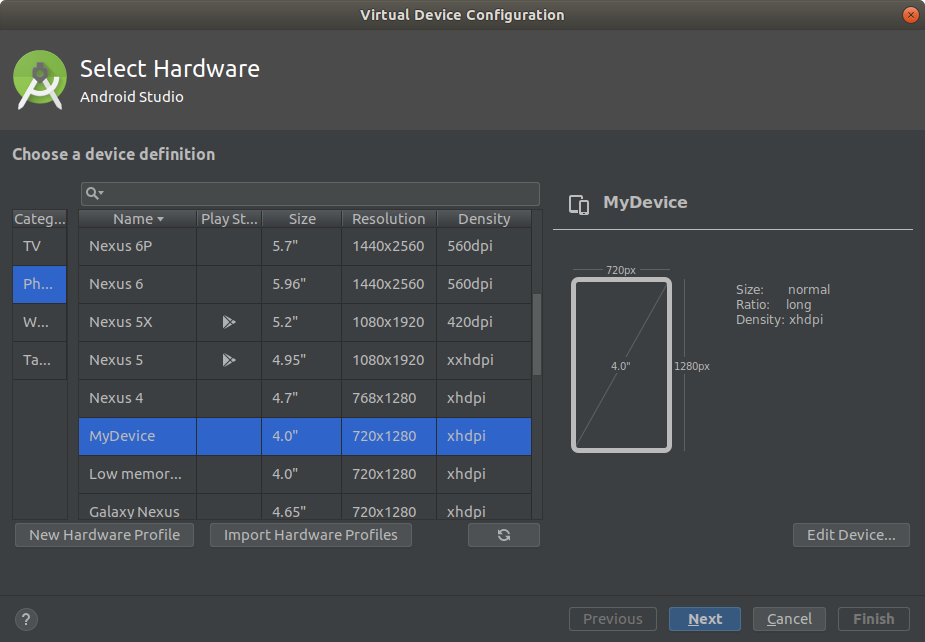 Virtual Device Configuration
Select Hardware
Android Studio
Choose a device definition
Categ... Name Play St... Size Resolution Density
TV
Ph...
W...
Ta...
Nexus 6P 5.7" 1440x2560 560dpi
Nexus 6 5.96" 1440x2560 560dpi
Nexus 5X 5.2" 1080x1920 420dpi
Nexus 5 4.95" 1080x1920 xxhdpi
Nexus 4 4.7" 768x1280 xhdpi
MyDevice 4.0" 720x1280 xhdpi
Low memor... 4.0" 720x1280 xhdpi
Galaxy Nexus 4.65" 720x1280 xhdpi
New Hardware Profile Import Hardware Profiles
MyDevice
720px
4.0"
1280px
Size: normal
Ratio: long
Density: xhdpi
Edit Device...
? Previous Next Cancel Finish